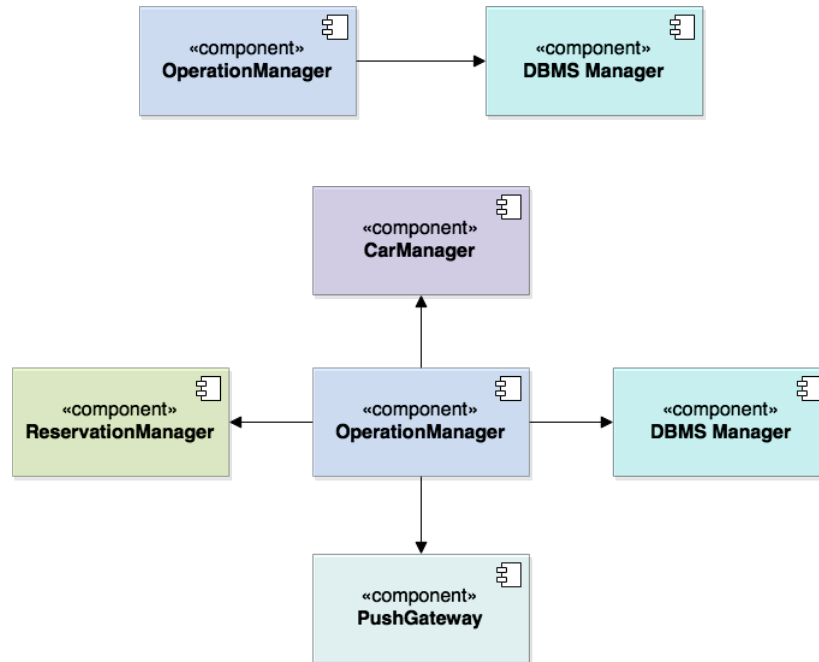 «component»
OperationManager
«component»
DBMS Manager
«component»
CarManager
«component»
ReservationManager
«component»
OperationManager
«component»
DBMS Manager
«component»
PushGateway